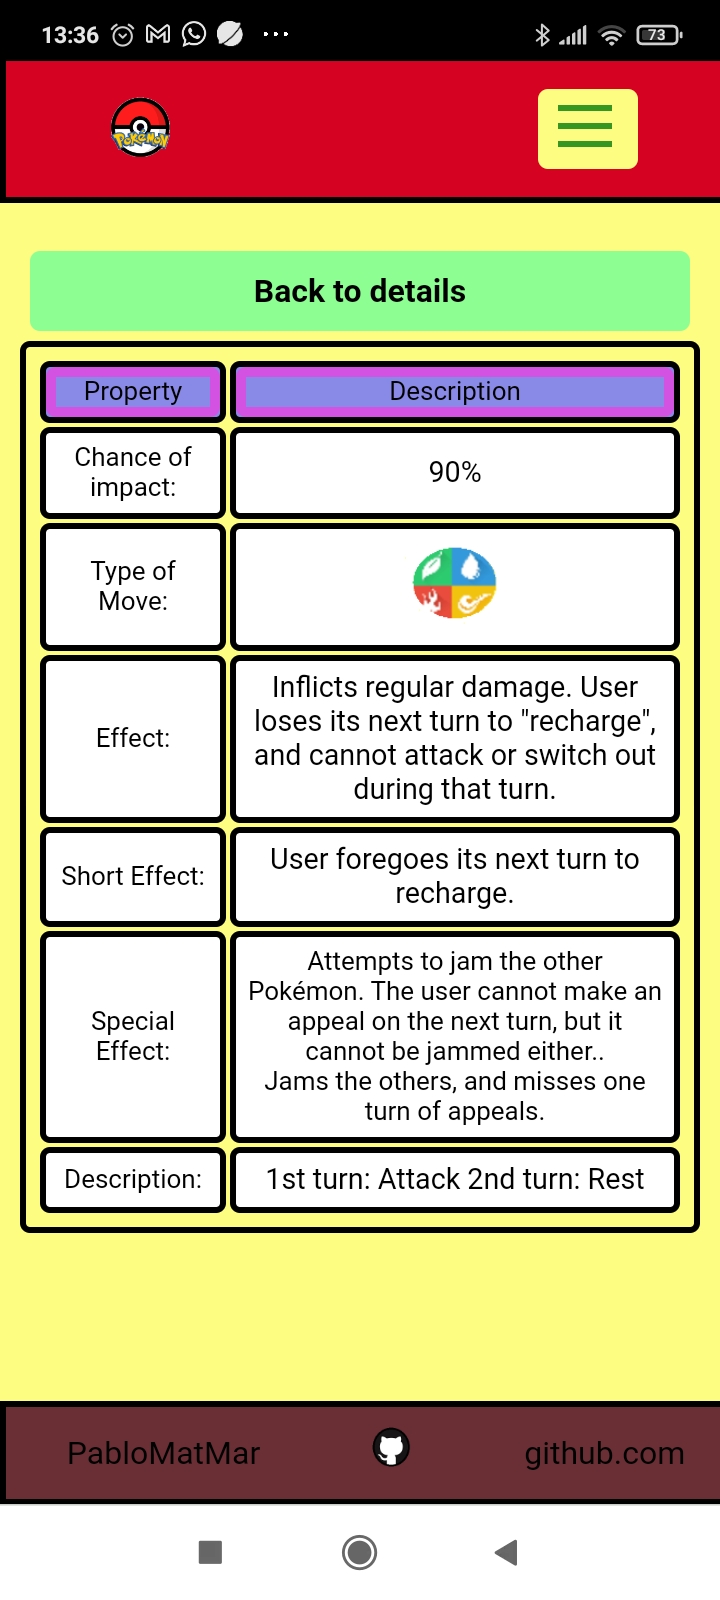 13:36
73
POKéMON
Back to details
Property
Description
Chance of
impact:
90%
Type of
Move:
Effect:
Inflicts regular damage. User
loses its next turn to "recharge",
and cannot attack or switch out
during that turn.
Short Effect:
User foregoes its next turn to
recharge.
Special
Effect:
Attempts to jam the other
Pokémon. The user cannot make an
appeal on the next turn, but it
cannot be jammed either..
Jams the others, and misses one
turn of appeals.
Description:
1st turn: Attack 2nd turn: Rest
PabloMatMar
github.com